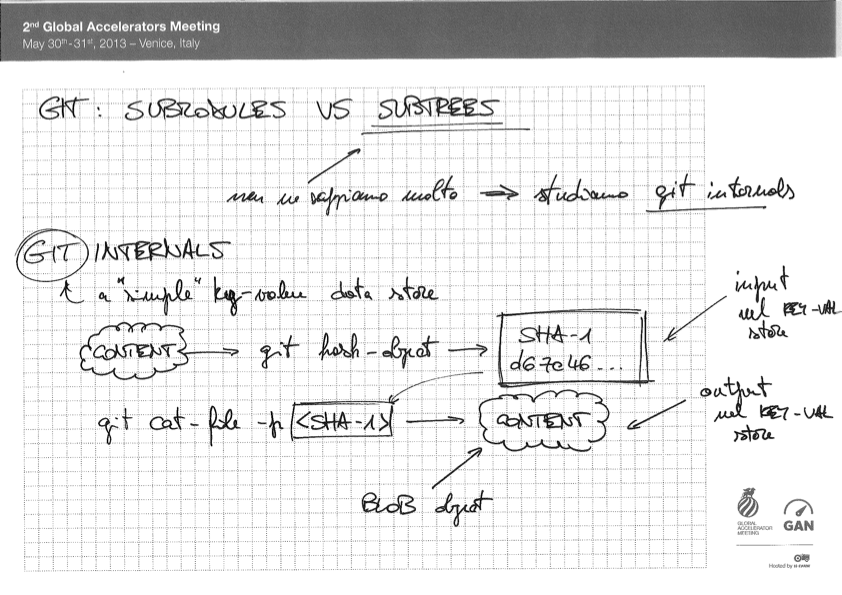 2nd Global Accelerators Meeting
May 30th-31st, 2013 – Venice, Italy
GIT: SUBMODULES VS SUBTREES
non ne sappiamo molto → studiamo git internals
GIT INTERNALS
È a "simple" key-value data store
CONTENT → git hash-object → SHA-1
d67e46...
input
nel KEY-VAL
store
git cat-file -p <SHA-1> → CONTENT
output
nel KEY-VAL
store
BLOB object
GLOBAL
ACCELERATOR
MEETING
GAN
Hosted by